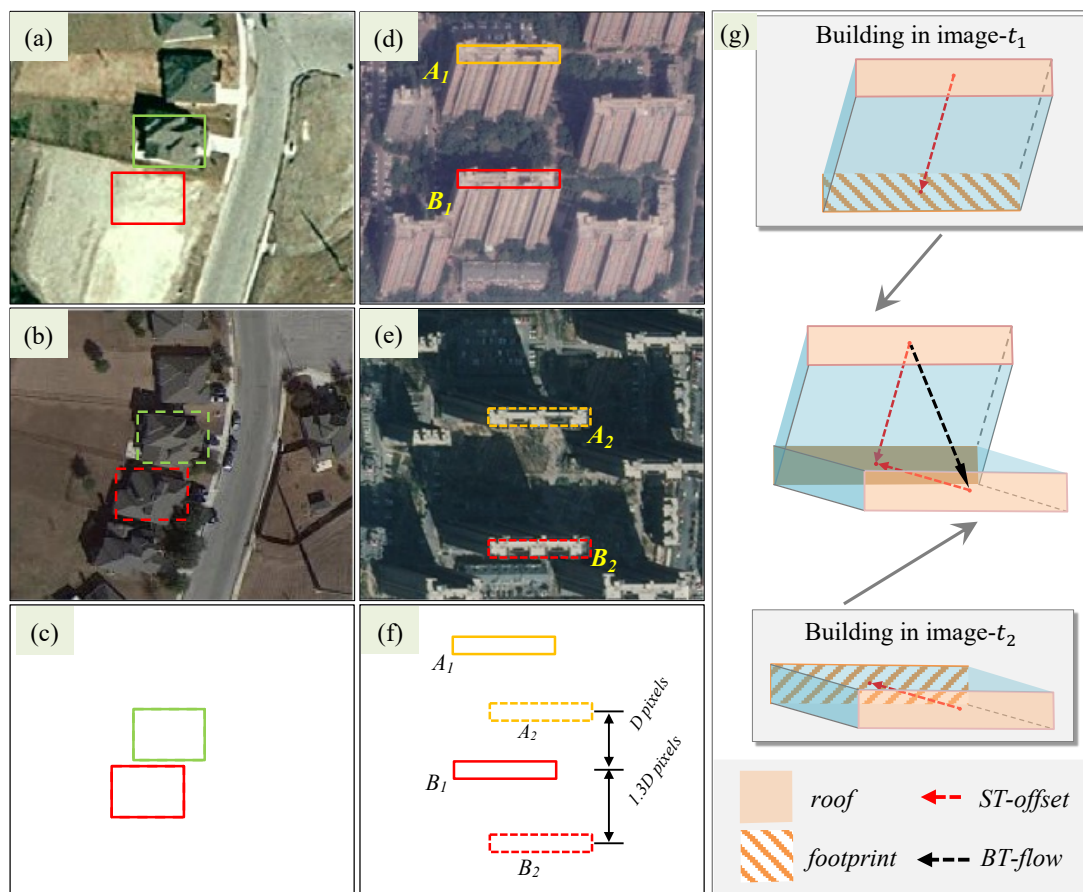 (a)
(d)
A₁
B₁
(b)
(e)
A₂
B₂
(c)
(f)
A₁
A₂
D pixels
B₁
1.3D pixels
B₂
(g)
Building in image-t₁
Building in image-t₂
roof
ST-offset
footprint
BT-flow